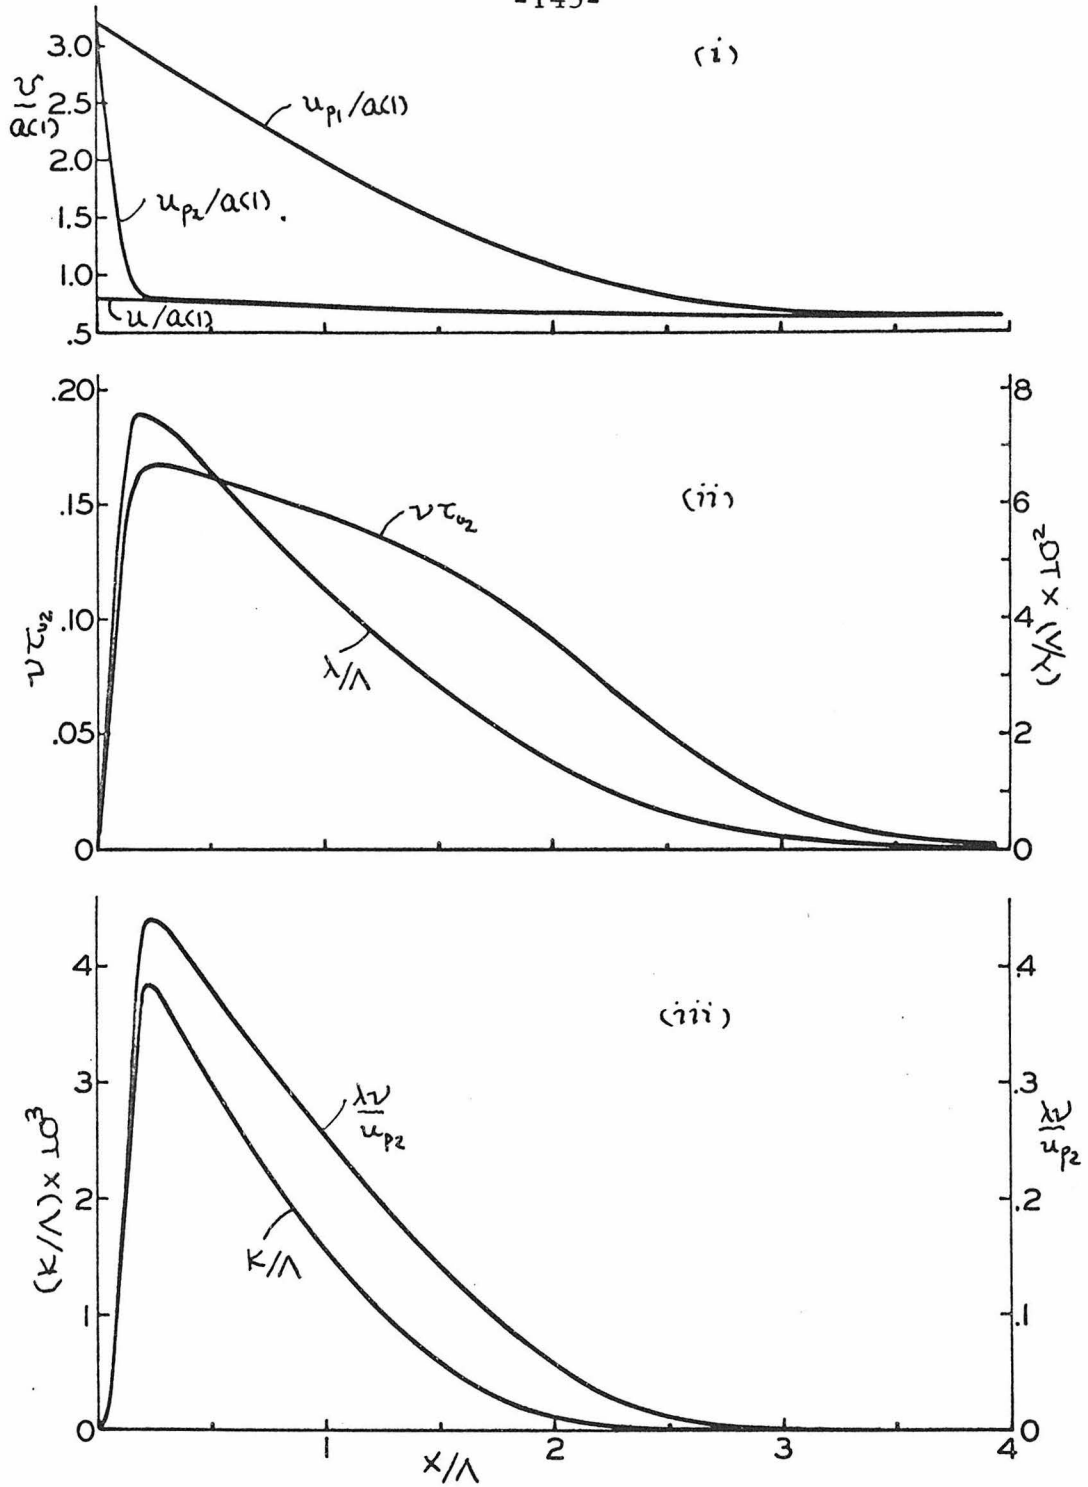 -145-
(i)
3.0
2.5
2.0
1.5
1.0
.5
u/a(1)
u_p1/a(1)
u_p2/a(1).
u/a(1)
(ii)
.20
.15
.10
.05
0
ντ_v2
ντ_v2
λ/Λ
8
6
4
2
0
(λ/Λ) × 10²
(iii)
4
3
2
1
0
(K/Λ) × 10³
λν/u_p2
K/Λ
.4
.3
.2
.1
0
λν/u_p2
1
2
3
4
x/Λ